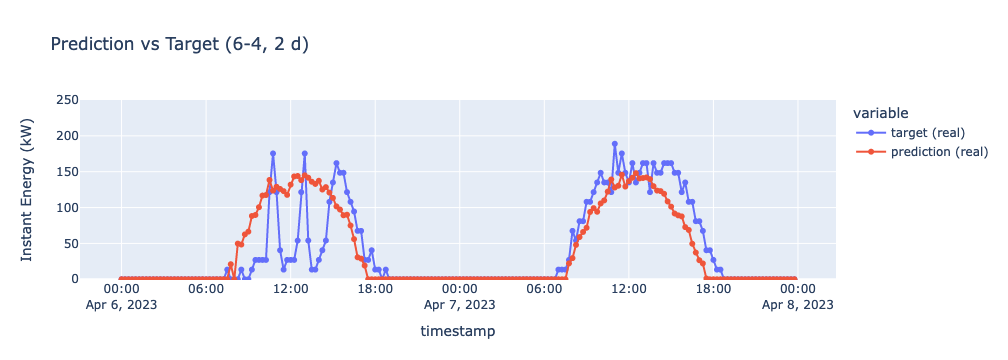 Prediction vs Target (6-4, 2 d)
250
200
150
100
50
0
Instant Energy (kW)
00:00 06:00 12:00 18:00 00:00 06:00 12:00 18:00 00:00
Apr 6, 2023 Apr 7, 2023 Apr 8, 2023
timestamp
variable
target (real)
prediction (real)